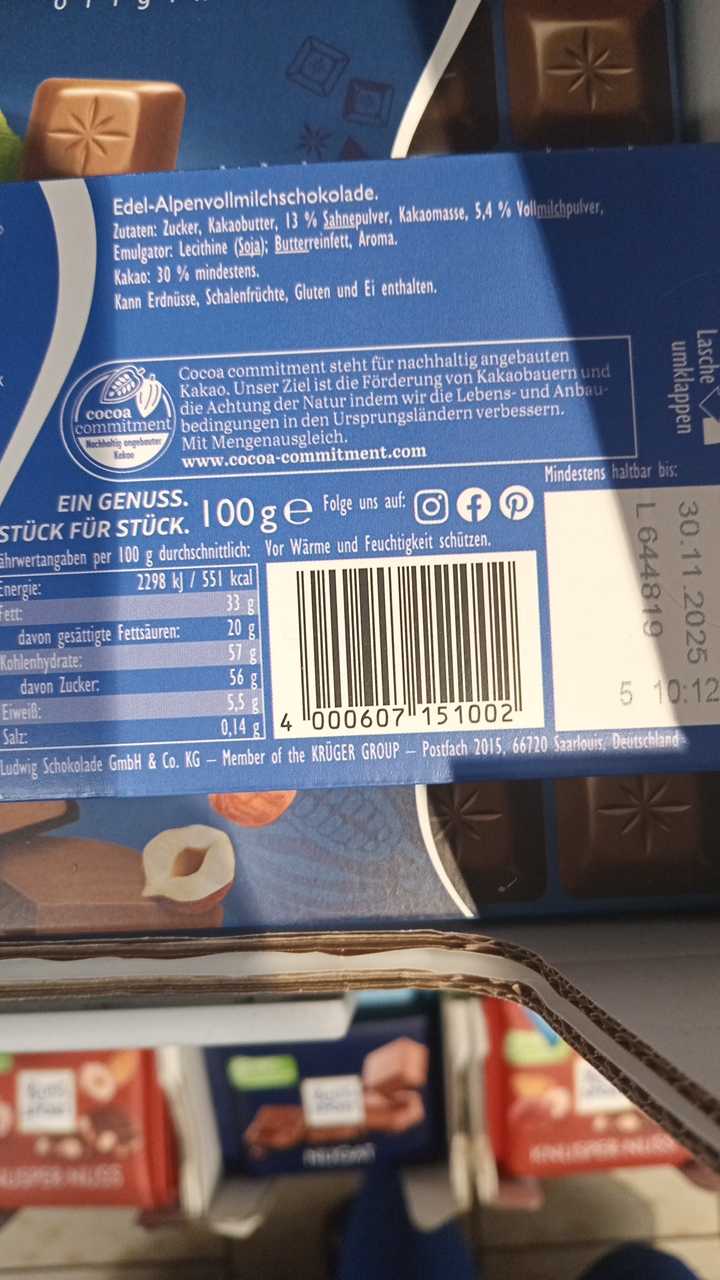 Edel-Alpenvollmilchschokolade.
Zutaten: Zucker, Kakaobutter, 13 % Sahnepulver, Kakaomasse, 5,4 % Vollmilchpulver,
Emulgator: Lecithine (Soja); Butterreinfett, Aroma.
Kakao: 30 % mindestens.
Kann Erdnüsse, Schalenfrüchte, Gluten und Ei enthalten.
Lasche
umklappen
cocoa
commitment
Nachhaltig angebauter
Kakao
Cocoa commitment steht für nachhaltig angebauten
Kakao. Unser Ziel ist die Förderung von Kakaobauern und
die Achtung der Natur indem wir die Lebens- und Anbau-
bedingungen in den Ursprungsländern verbessern.
Mit Mengenausgleich.
www.cocoa-commitment.com
EIN GENUSS.
STÜCK FÜR STÜCK.
100 g e
Folge uns auf:
Mindestens haltbar bis:
30.11.2025
L 644819
5 10:12
Vor Wärme und Feuchtigkeit schützen.
ährwertangaben per 100 g durchschnittlich:
Energie: 2298 kJ / 551 kcal
Fett: 33 g
davon gesättigte Fettsäuren: 20 g
Kohlenhydrate: 57 g
davon Zucker: 56 g
Eiweiß: 5,5 g
Salz: 0,14 g
4 000607 151002
Ludwig Schokolade GmbH & Co. KG – Member of the KRÜGER GROUP – Postfach 2015, 66720 Saarlouis, Deutschland
KNUSPER-NUSS
NUGAT
KNUSPER-NUSS